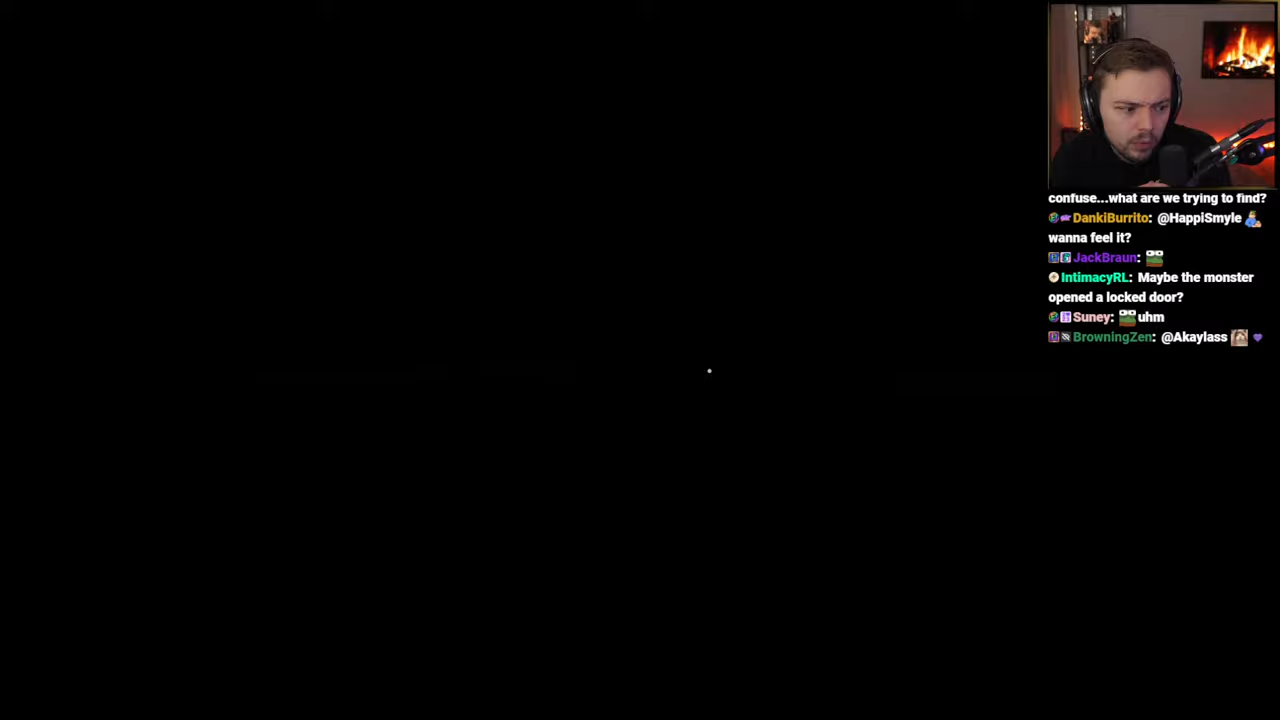 confuse...what are we trying to find?
DankiBurrito: @HappiSmyle
wanna feel it?
JackBraun:
IntimacyRL: Maybe the monster
opened a locked door?
Suney: uhm
BrowningZen: @Akaylass